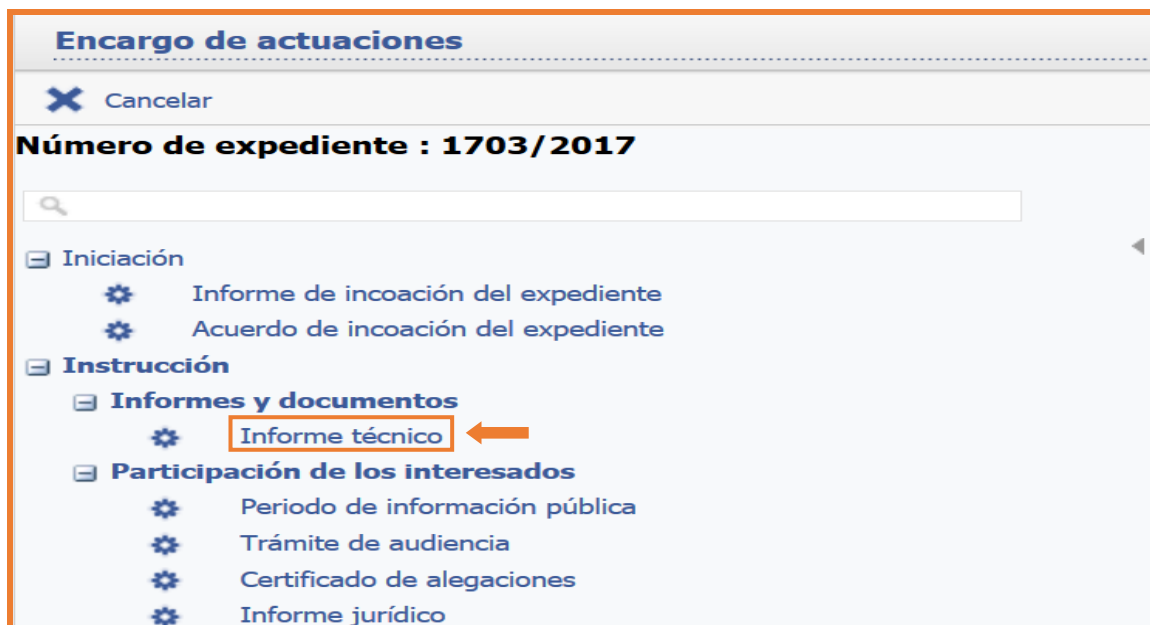 Encargo de actuaciones
Cancelar
Número de expediente : 1703/2017
Iniciación
Informe de incoación del expediente
Acuerdo de incoación del expediente
Instrucción
Informes y documentos
Informe técnico
Participación de los interesados
Periodo de información pública
Trámite de audiencia
Certificado de alegaciones
Informe jurídico